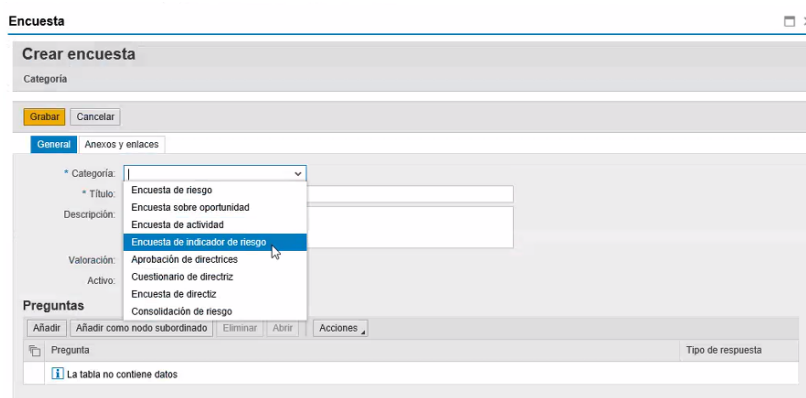 Encuesta
Crear encuesta
Categoría
Grabar Cancelar
General Anexos y enlaces
* Categoría:
Encuesta de riesgo
* Título:
Encuesta sobre oportunidad
Descripción:
Encuesta de actividad
Encuesta de indicador de riesgo
Valoración:
Aprobación de directrices
Activo:
Cuestionario de directriz
Encuesta de directiz
Consolidación de riesgo
Preguntas
Añadir Añadir como nodo subordinado Eliminar Abrir Acciones
Pregunta Tipo de respuesta
La tabla no contiene datos